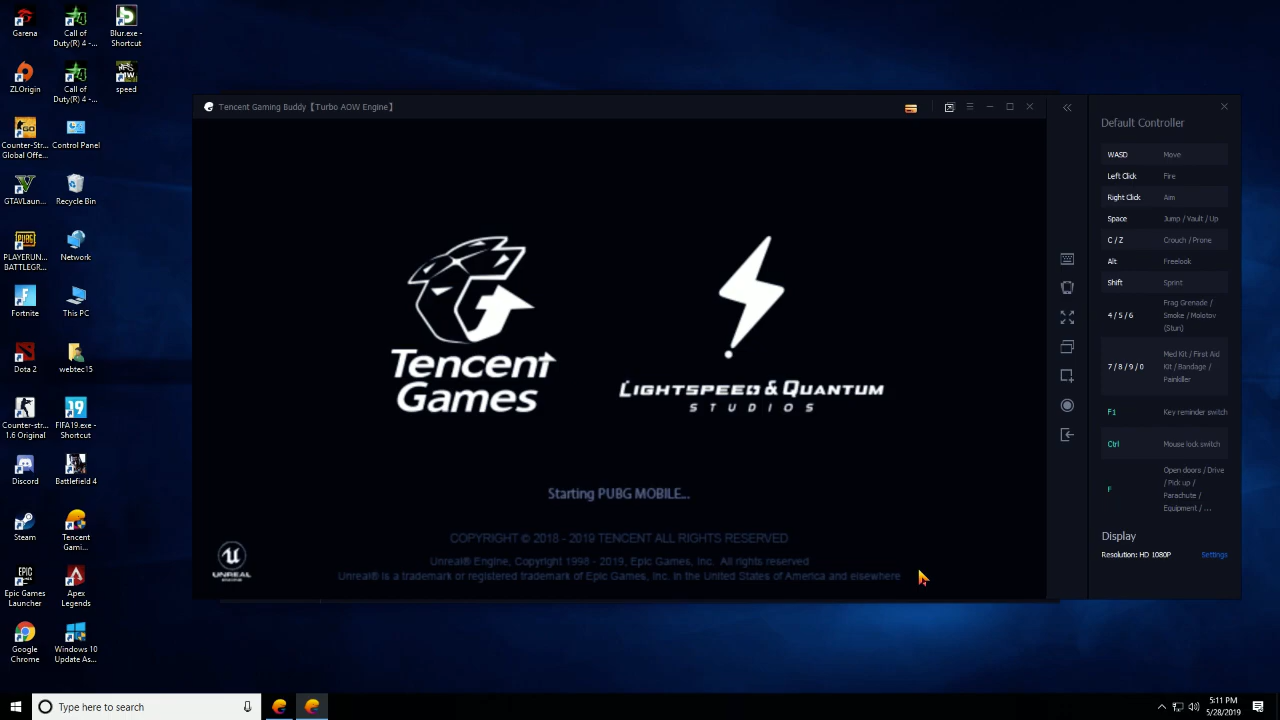 Garena
Call of
Duty(R) 4 -...
Blur.exe -
Shortcut
ZLOrigin
Call of
Duty(R) 4 -...
speed
Counter-Str...
Global Offe...
Control Panel
GTAVLaun...
Recycle Bin
PLAYERUN...
BATTLEGR...
Network
Fortnite
This PC
Dota 2
webtec15
Counter-strike
1.6 Original
FIFA19.exe -
Shortcut
Discord
Battlefield 4
Steam
Tencent
Gami...
Epic Games
Launcher
Apex
Legends
Google
Chrome
Windows 10
Update As...
Tencent Gaming Buddy【Turbo AOW Engine】
Tencent
Games
LIGHTSPEED & QUANTUM
STUDIOS
Starting PUBG MOBILE...
COPYRIGHT © 2018 - 2019 TENCENT ALL RIGHTS RESERVED
Unreal® Engine, Copyright 1998 - 2019, Epic Games, Inc. All rights reserved
Unreal® is a trademark or registered trademark of Epic Games, Inc. in the United States of America and elsewhere
UNREAL
ENGINE
Default Controller
WASD Move
Left Click Fire
Right Click Aim
Space Jump / Vault / Up
C / Z Crouch / Prone
Alt Freelook
Shift Sprint
4 / 5 / 6 Frag Grenade /
Smoke / Molotov
(Stun)
7 / 8 / 9 / 0 Med Kit / First Aid
Kit / Bandage /
Painkiller
F1 Key reminder switch
Ctrl Mouse lock switch
F Open doors / Drive
/ Pick up /
Parachute /
Equipment / ...
Display
Resolution: HD 1080P Settings
Type here to search
5:11 PM
5/28/2019